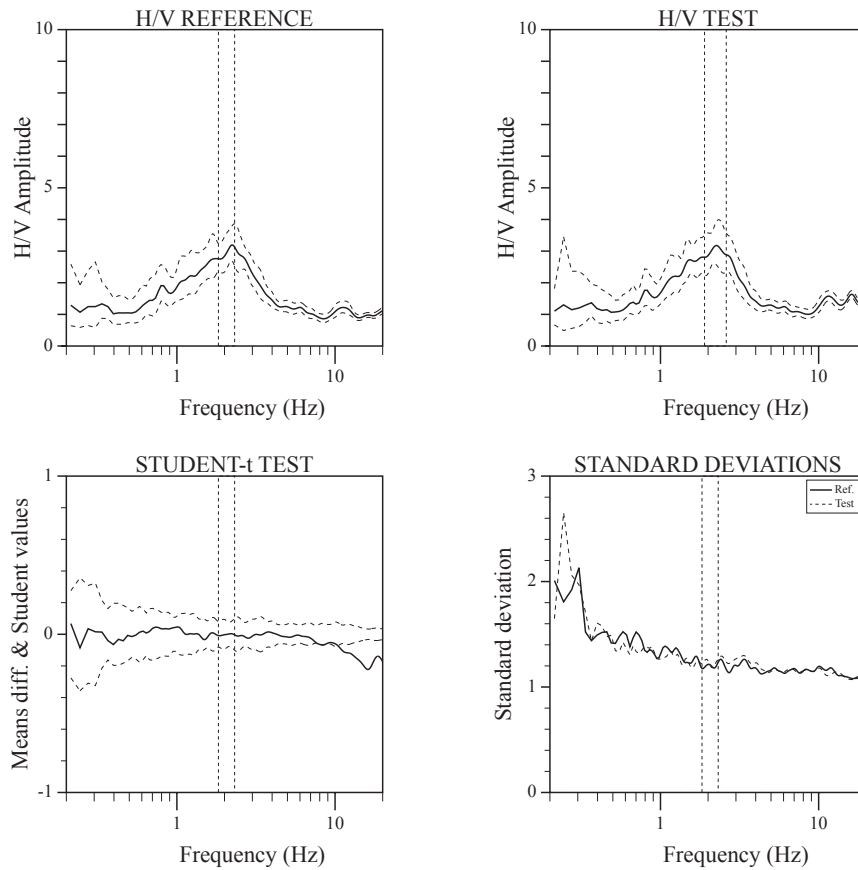 H/V REFERENCE
10
5
0
H/V Amplitude
1
10
Frequency (Hz)
H/V TEST
10
5
0
H/V Amplitude
1
10
Frequency (Hz)
STUDENT-t TEST
1
0
-1
Means diff. & Student values
1
10
Frequency (Hz)
STANDARD DEVIATIONS
3
2
1
0
Standard deviation
Ref.
Test
1
10
Frequency (Hz)